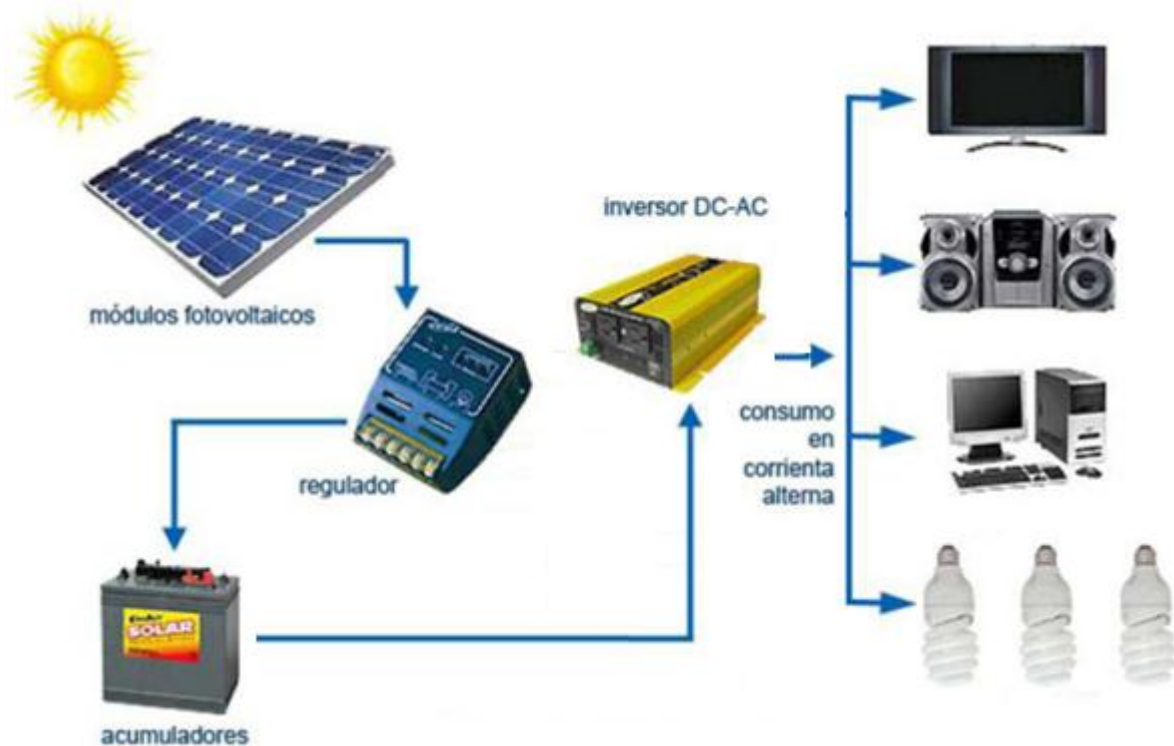 módulos fotovoltaicos
inversor DC-AC
regulador
consumo
en
corrienta
alterna
SOLAR
acumuladores